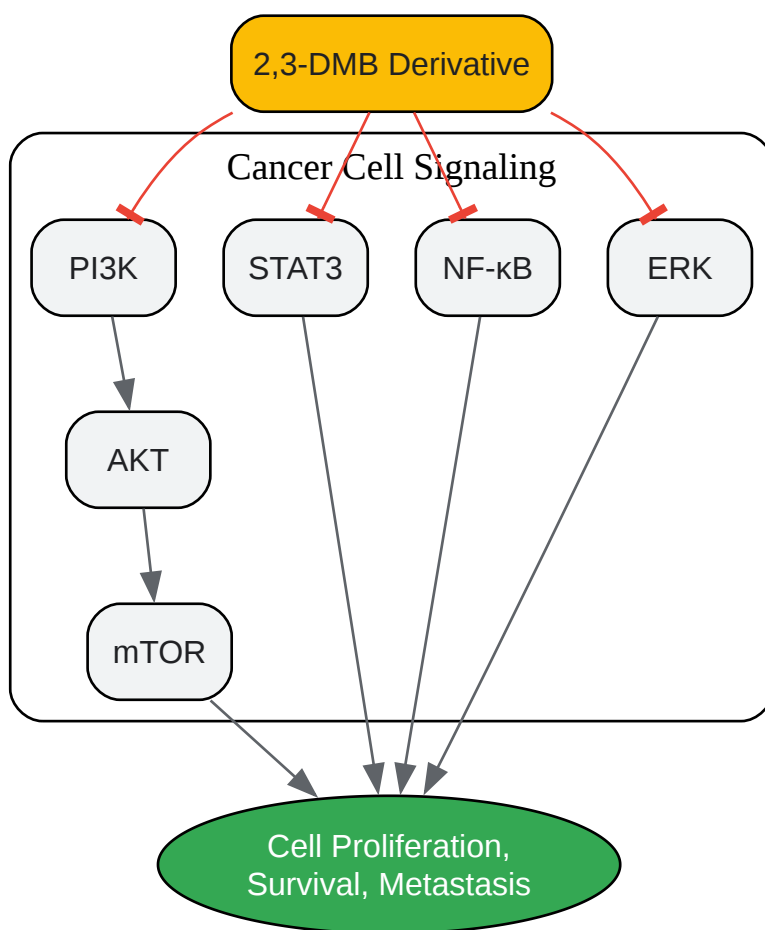 2,3-DMB Derivative
Cancer Cell Signaling
PI3K
STAT3
NF-κB
ERK
AKT
mTOR
Cell Proliferation,
Survival, Metastasis